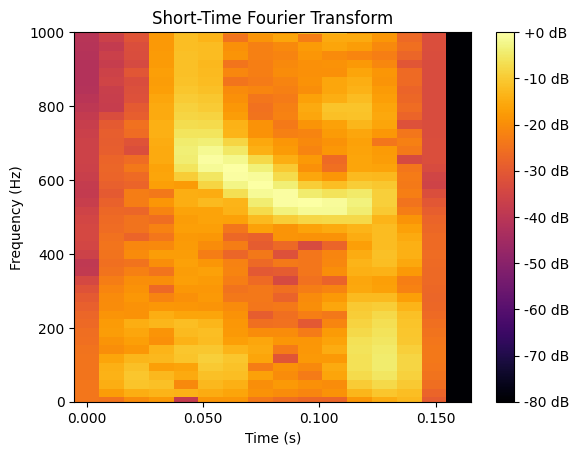 Short-Time Fourier Transform
1000
800
600
400
200
0
Frequency (Hz)
0.000
0.050
0.100
0.150
Time (s)
+0 dB
-10 dB
-20 dB
-30 dB
-40 dB
-50 dB
-60 dB
-70 dB
-80 dB